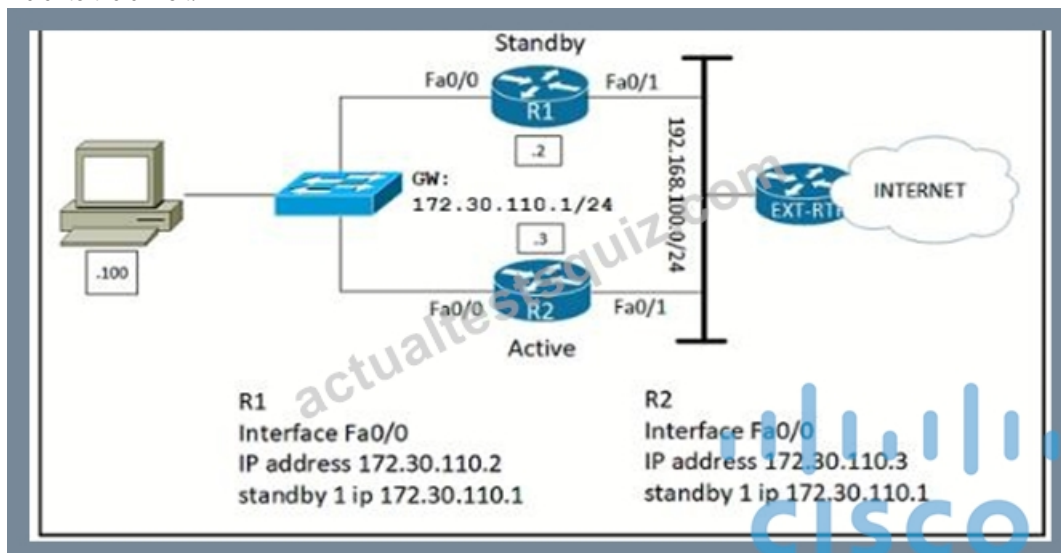 Standby
Fa0/0
Fa0/1
R1
.2
GW:
172.30.110.1/24
192.168.100.0/24
INTERNET
.100
.3
Fa0/0
R2
Fa0/1
Active
actualtestsquiz.com
R1
Interface Fa0/0
IP address 172.30.110.2
standby 1 ip 172.30.110.1
R2
Interface Fa0/0
IP address 172.30.110.3
standby 1 ip 172.30.110.1
CISCO